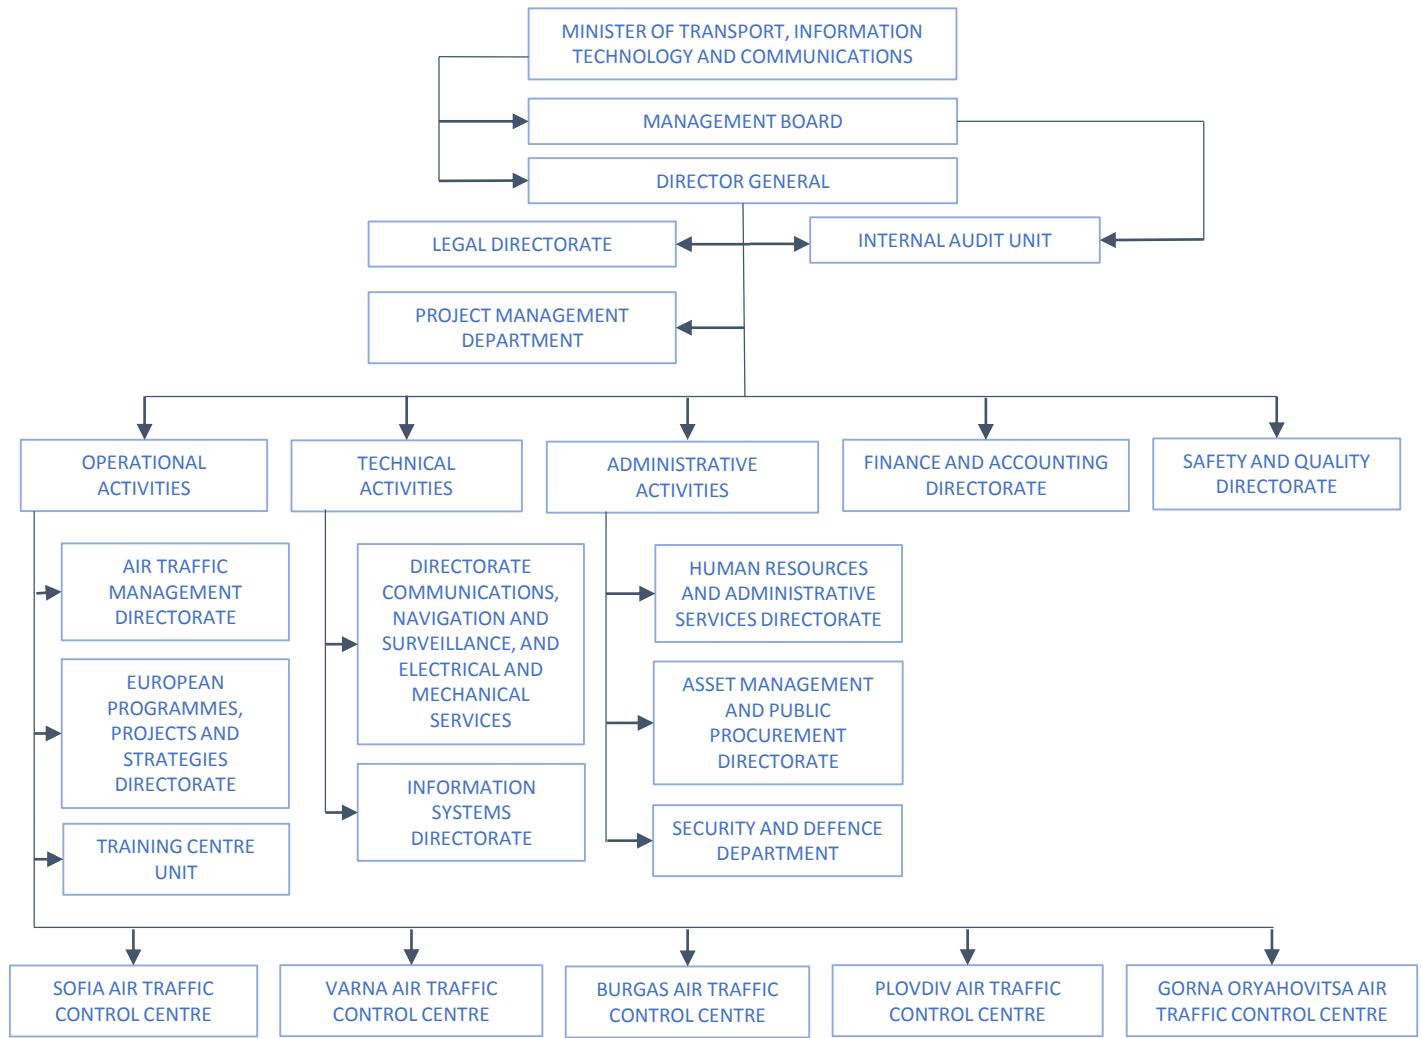 MINISTER OF TRANSPORT, INFORMATION
TECHNOLOGY AND COMMUNICATIONS
MANAGEMENT BOARD
DIRECTOR GENERAL
LEGAL DIRECTORATE
INTERNAL AUDIT UNIT
PROJECT MANAGEMENT
DEPARTMENT
OPERATIONAL
ACTIVITIES
TECHNICAL
ACTIVITIES
ADMINISTRATIVE
ACTIVITIES
FINANCE AND ACCOUNTING
DIRECTORATE
SAFETY AND QUALITY
DIRECTORATE
AIR TRAFFIC
MANAGEMENT
DIRECTORATE
EUROPEAN
PROGRAMMES,
PROJECTS AND
STRATEGIES
DIRECTORATE
TRAINING CENTRE
UNIT
DIRECTORATE
COMMUNICATIONS,
NAVIGATION AND
SURVEILLANCE, AND
ELECTRICAL AND
MECHANICAL
SERVICES
INFORMATION
SYSTEMS
DIRECTORATE
HUMAN RESOURCES
AND ADMINISTRATIVE
SERVICES DIRECTORATE
ASSET MANAGEMENT
AND PUBLIC
PROCUREMENT
DIRECTORATE
SECURITY AND DEFENCE
DEPARTMENT
SOFIA AIR TRAFFIC
CONTROL CENTRE
VARNA AIR TRAFFIC
CONTROL CENTRE
BURGAS AIR TRAFFIC
CONTROL CENTRE
PLOVDIV AIR TRAFFIC
CONTROL CENTRE
GORNA ORYAHOVITSA AIR
TRAFFIC CONTROL CENTRE